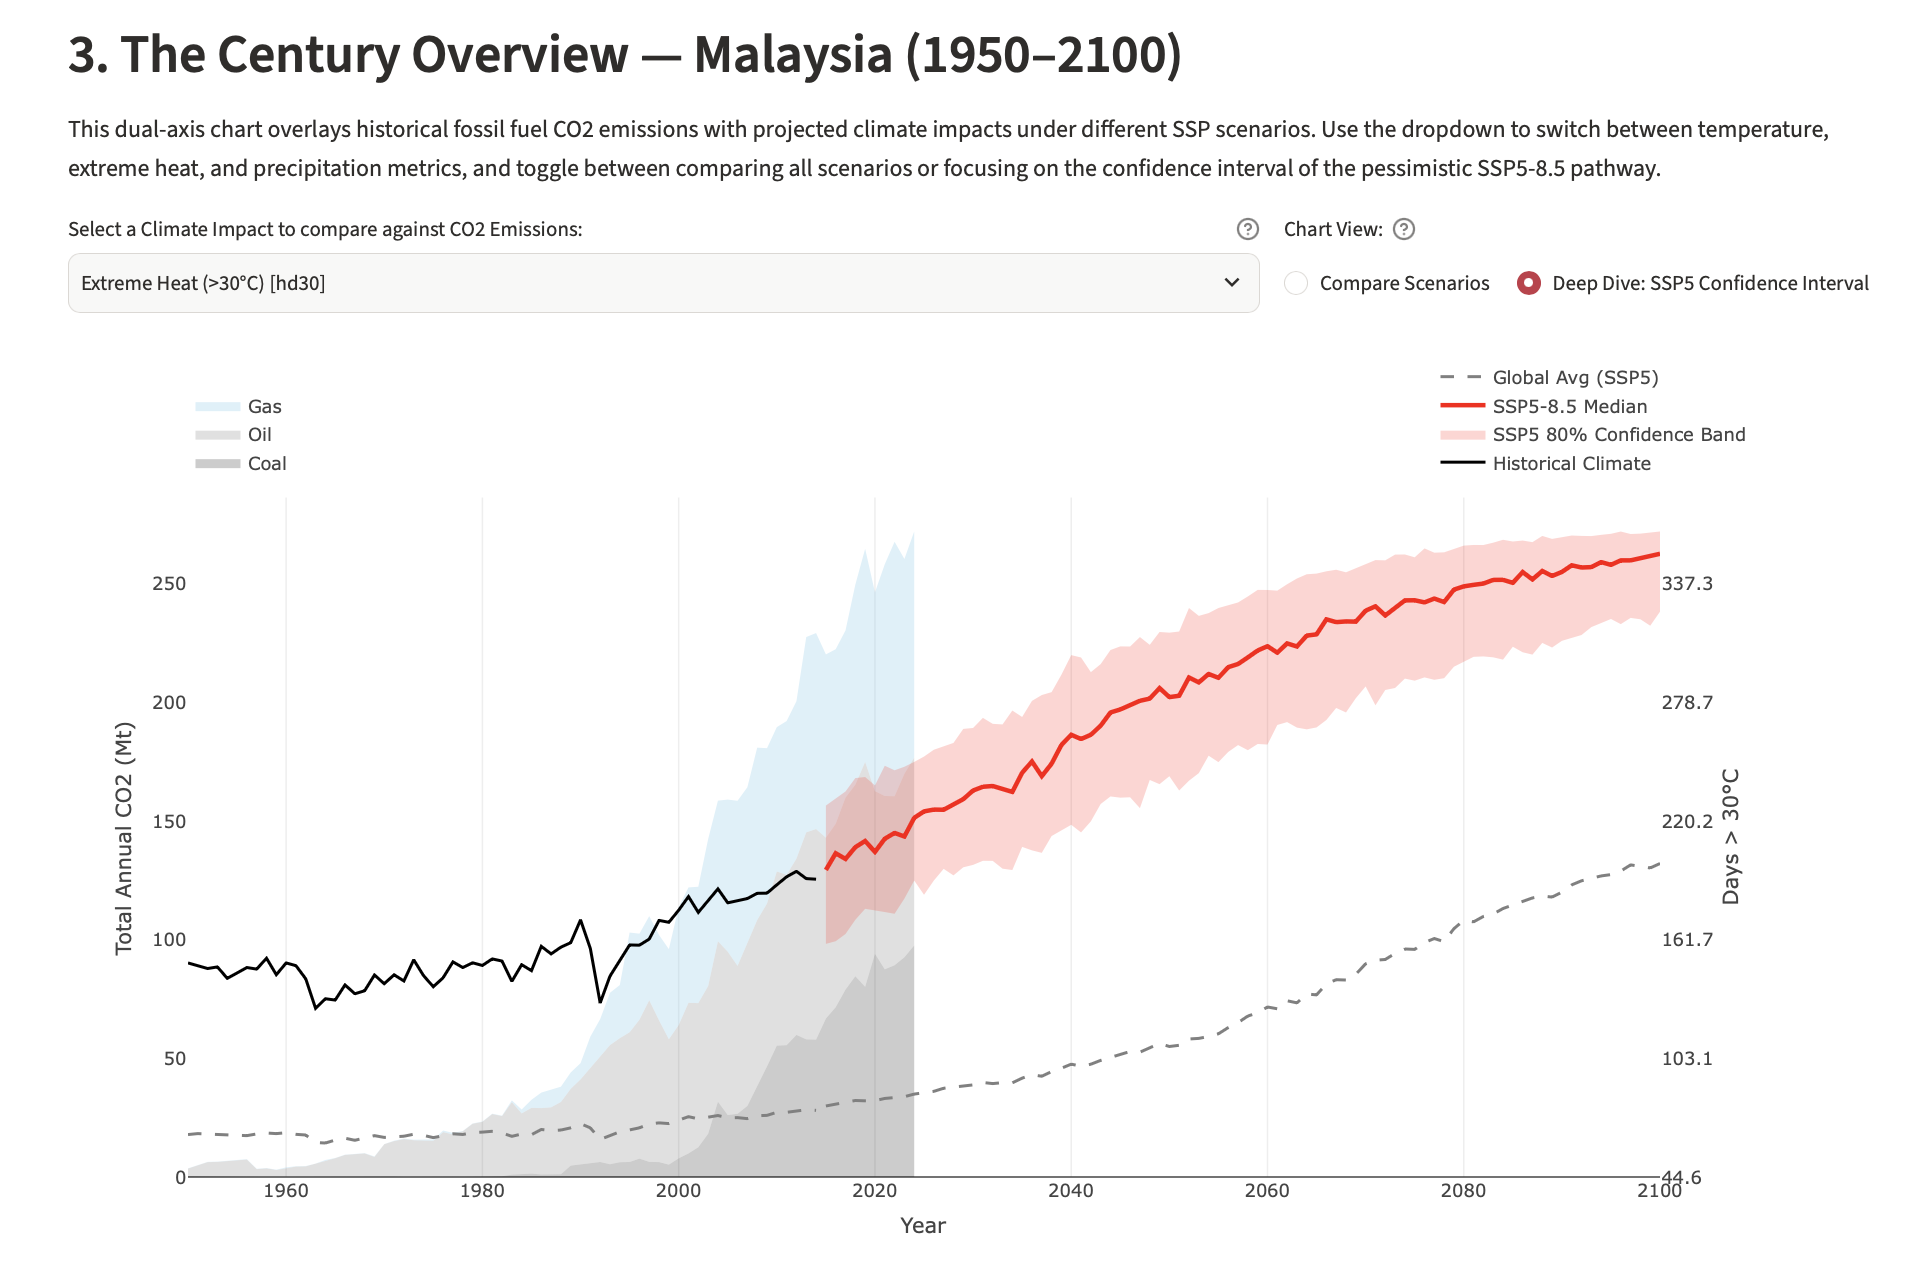 3. The Century Overview — Malaysia (1950–2100)
This dual-axis chart overlays historical fossil fuel CO2 emissions with projected climate impacts under different SSP scenarios. Use the dropdown to switch between temperature,
extreme heat, and precipitation metrics, and toggle between comparing all scenarios or focusing on the confidence interval of the pessimistic SSP5-8.5 pathway.
Select a Climate Impact to compare against CO2 Emissions:
?
Chart View:
?
Extreme Heat (>30°C) [hd30]
Compare Scenarios
Deep Dive: SSP5 Confidence Interval
Gas
Oil
Coal
Global Avg (SSP5)
SSP5-8.5 Median
SSP5 80% Confidence Band
Historical Climate
Total Annual CO2 (Mt)
250
200
150
100
50
0
337.3
278.7
220.2
161.7
103.1
44.6
Days > 30°C
1960
1980
2000
2020
2040
2060
2080
2100
Year